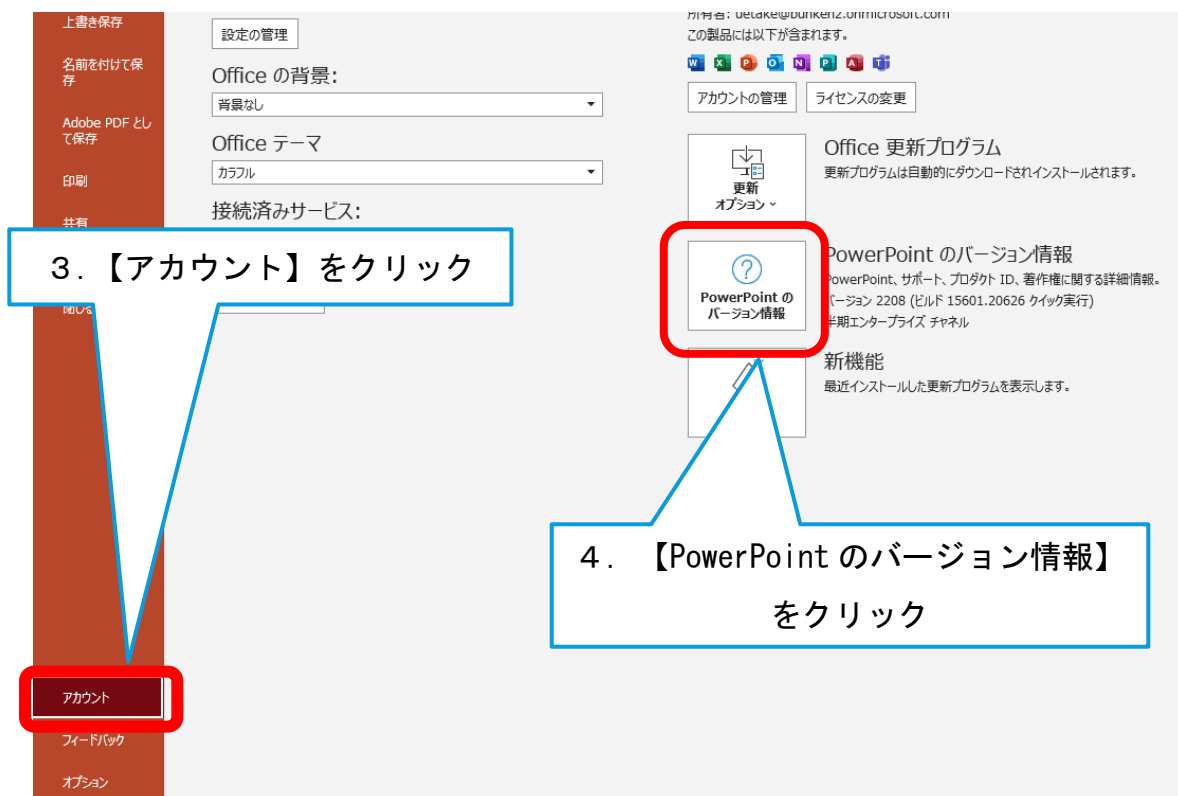 上書き保存
名前を付けて保
存
Adobe PDF とし
て保存
印刷
共有
設定の管理
Office の背景:
背景なし
Office テーマ
カラフル
接続済みサービス:
3.【アカウント】をクリック
所有者: uetake@bunken2.onmicrosoft.com
この製品には以下が含まれます。
アカウントの管理
ライセンスの変更
更新
オプション
Office 更新プログラム
更新プログラムは自動的にダウンロードされインストールされます。
PowerPoint の
バージョン情報
PowerPoint のバージョン情報
PowerPoint、サポート、プロダクト ID、著作権に関する詳細情報。
バージョン 2208 (ビルド 15601.20626 クイック実行)
半期エンタープライズ チャネル
新機能
最近インストールした更新プログラムを表示します。
4. 【PowerPoint のバージョン情報】
をクリック
アカウント
フィードバック
オプション